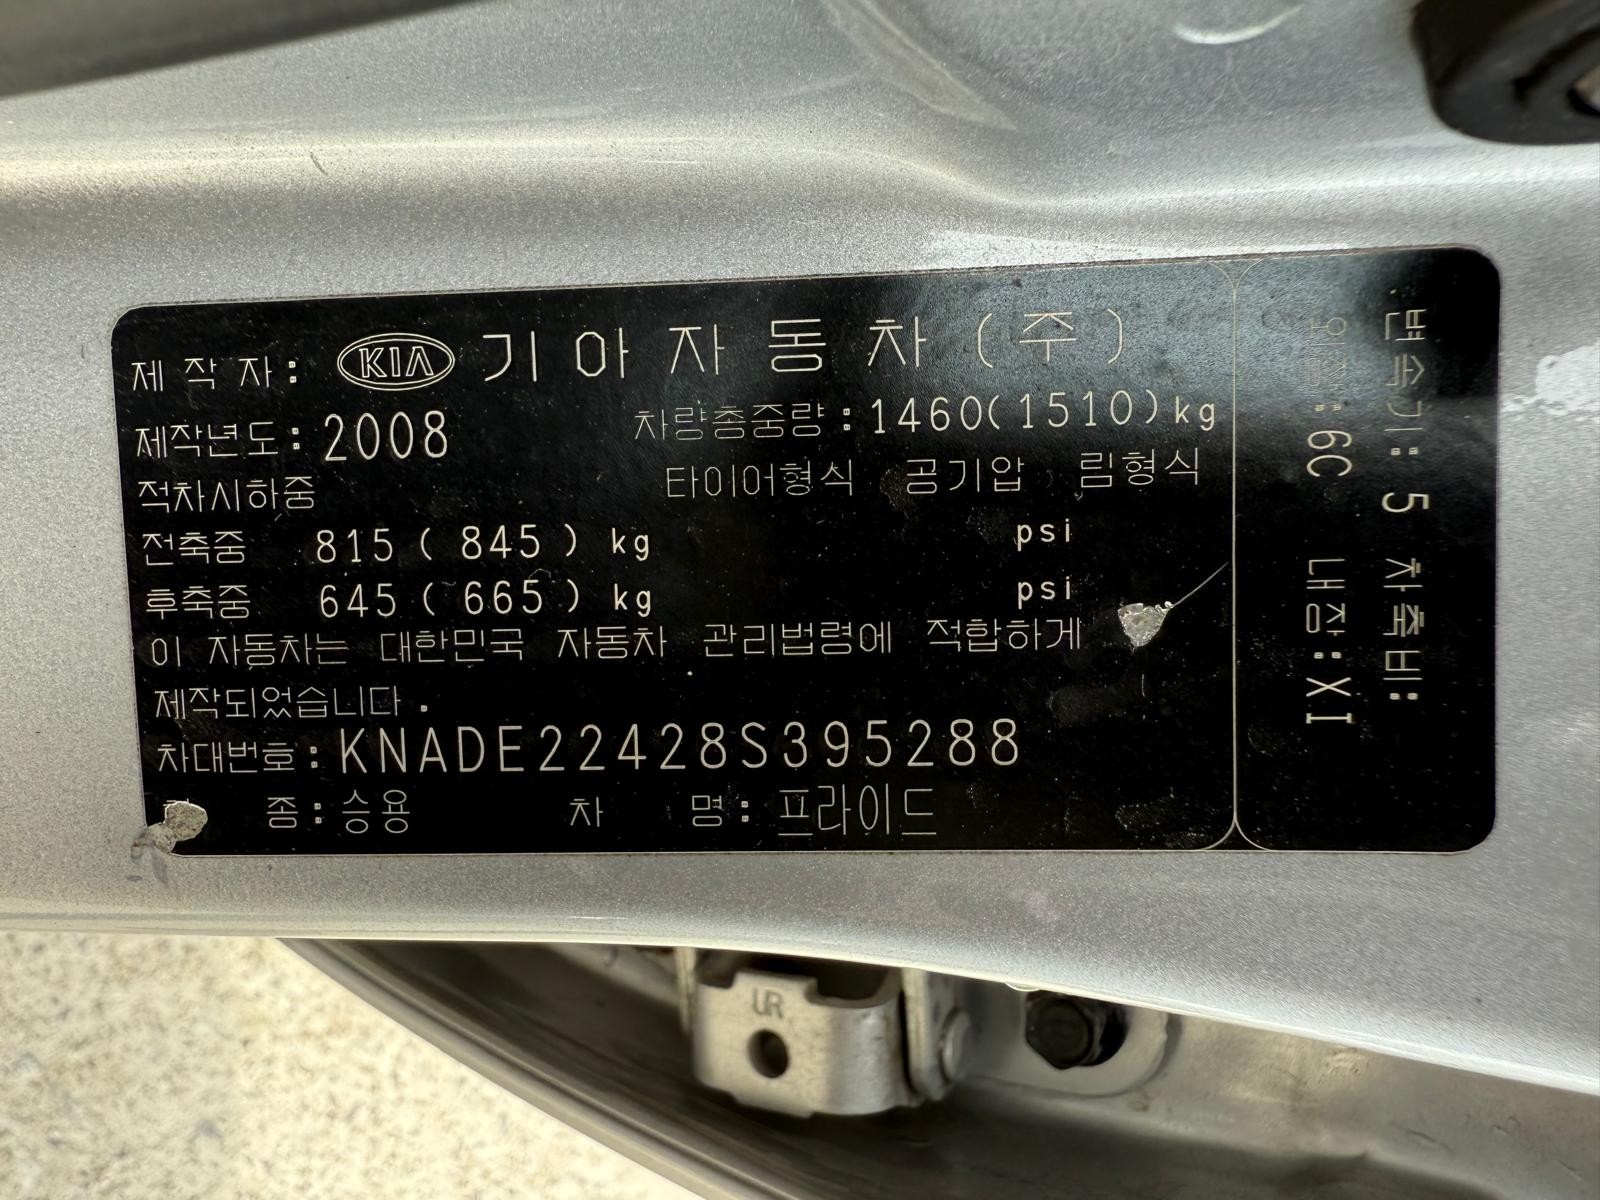 제 작 자: KIA 기 아 자 동 차 (주)
제작년도: 2008 차량총중량: 1460(1510)kg
적차시하중 타이어형식 공기압 림형식
전축중 815 ( 845 ) kg psi
후축중 645 ( 665 ) kg psi
이 자동차는 대한민국 자동차 관리법령에 적합하게
제작되었습니다.
차대번호: KNADE22428S395288
종: 승용 차 명: 프라이드
변속기: 5 차축비:
외장: 6C 내장: XI
UR